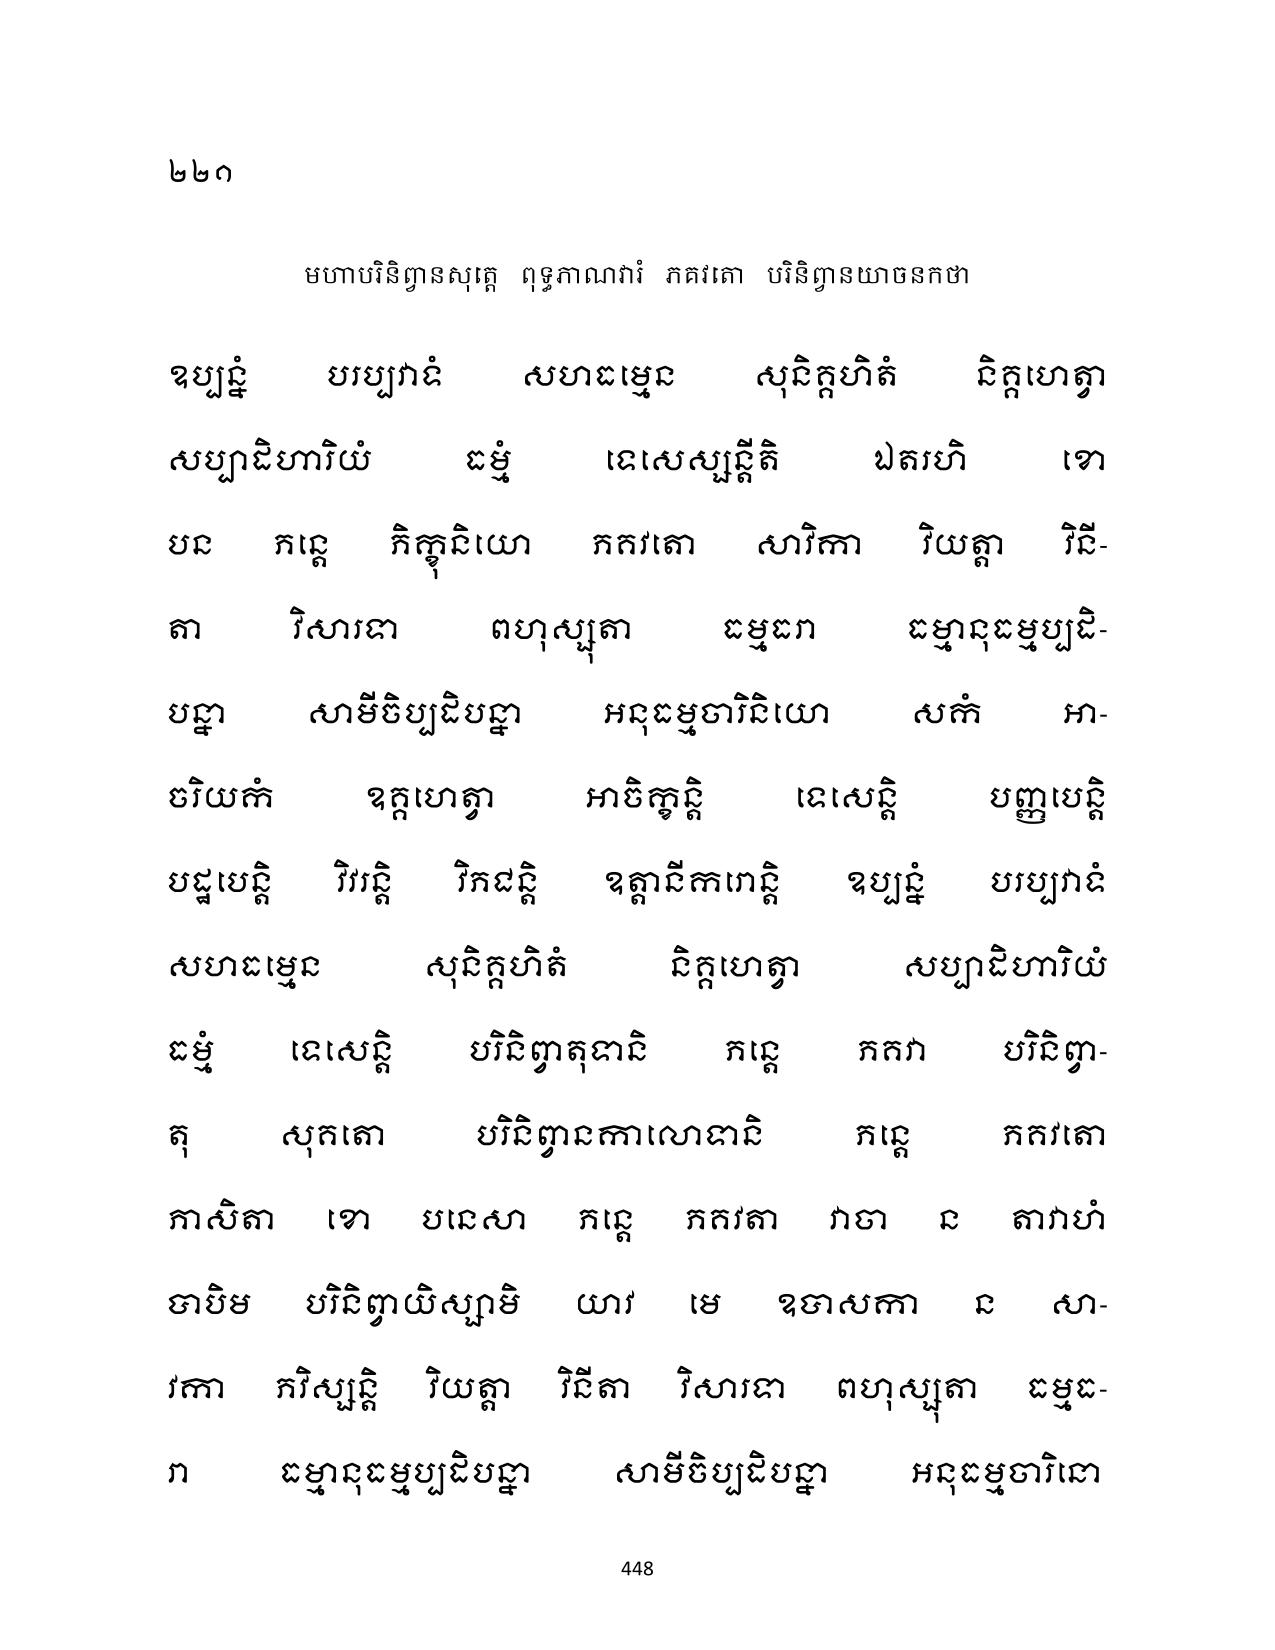 ២២១
មហាបរិនិព្វានសុត្តេ ពុទ្ធភាណវារំ ភគវតោ បរិនិព្វានយាចនកថា
ឧប្បន្នំ បរប្បវាទំ សហធម្មេន សុនិគ្គហិតំ និគ្គហេត្វា
សប្បាដិហារិយំ ធម្មំ ទេសេស្សន្តីតិ ឯតរហិ ខោ
បន ភន្តេ ភិក្ខុនិយោ ភគវតោ សាវិកា វិយត្តា វិនី-
តា វិសារទា ពហុស្សុតា ធម្មធរា ធម្មានុធម្មប្បដិ-
បន្នា សាមីចិប្បដិបន្នា អនុធម្មចារិនិយោ សកំ អា-
ចរិយកំ ឧគ្គហេត្វា អាចិក្ខន្តិ ទេសេន្តិ បញ្ញបេន្តិ
បដ្ឋបេន្តិ វិវរន្តិ វិភជន្តិ ឧត្តានីករោន្តិ ឧប្បន្នំ បរប្បវាទំ
សហធម្មេន សុនិគ្គហិតំ និគ្គហេត្វា សប្បាដិហារិយំ
ធម្មំ ទេសេន្តិ បរិនិព្វាតុទានិ ភន្តេ ភគវា បរិនិព្វា-
តុ សុគតោ បរិនិព្វានកាលោទានិ ភន្តេ ភគវតោ
ភាសិតា ខោ បនេសា ភន្តេ ភគវតា វាចា ន តាវាហំ
បាបិម បរិនិព្វាយិស្សាមិ យាវ មេ ឧបាសកា ន សា-
វកា ភវិស្សន្តិ វិយត្តា វិនីតា វិសារទា ពហុស្សុតា ធម្មធ-
រា ធម្មានុធម្មប្បដិបន្នា សាមីចិប្បដិបន្នា អនុធម្មចារិនោ
448